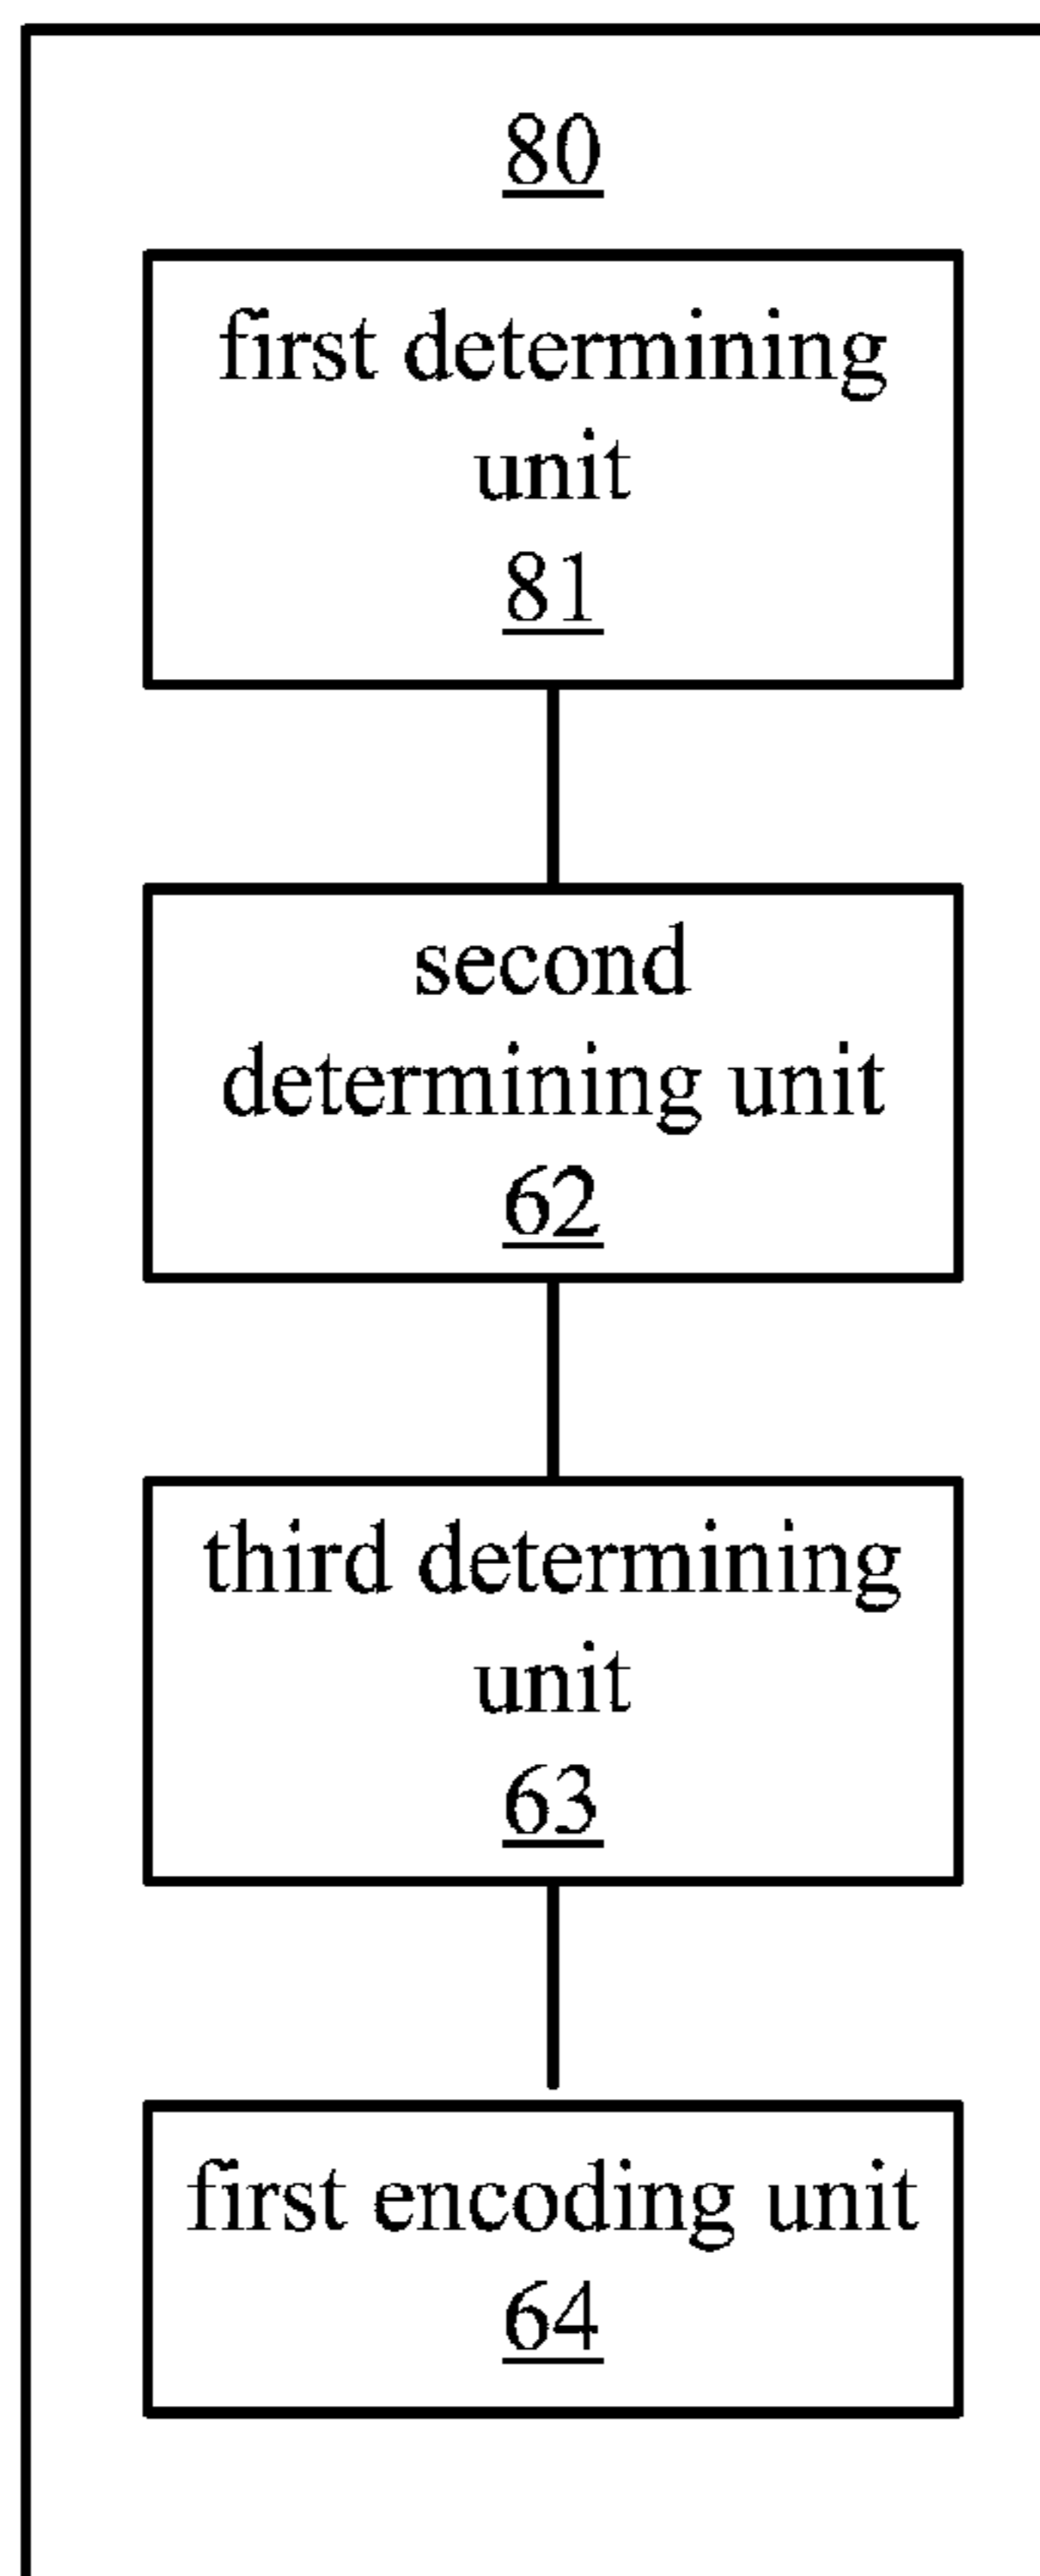 80
first determining
unit
81
second
determining unit
62
third determining
unit
63
first encoding unit
64